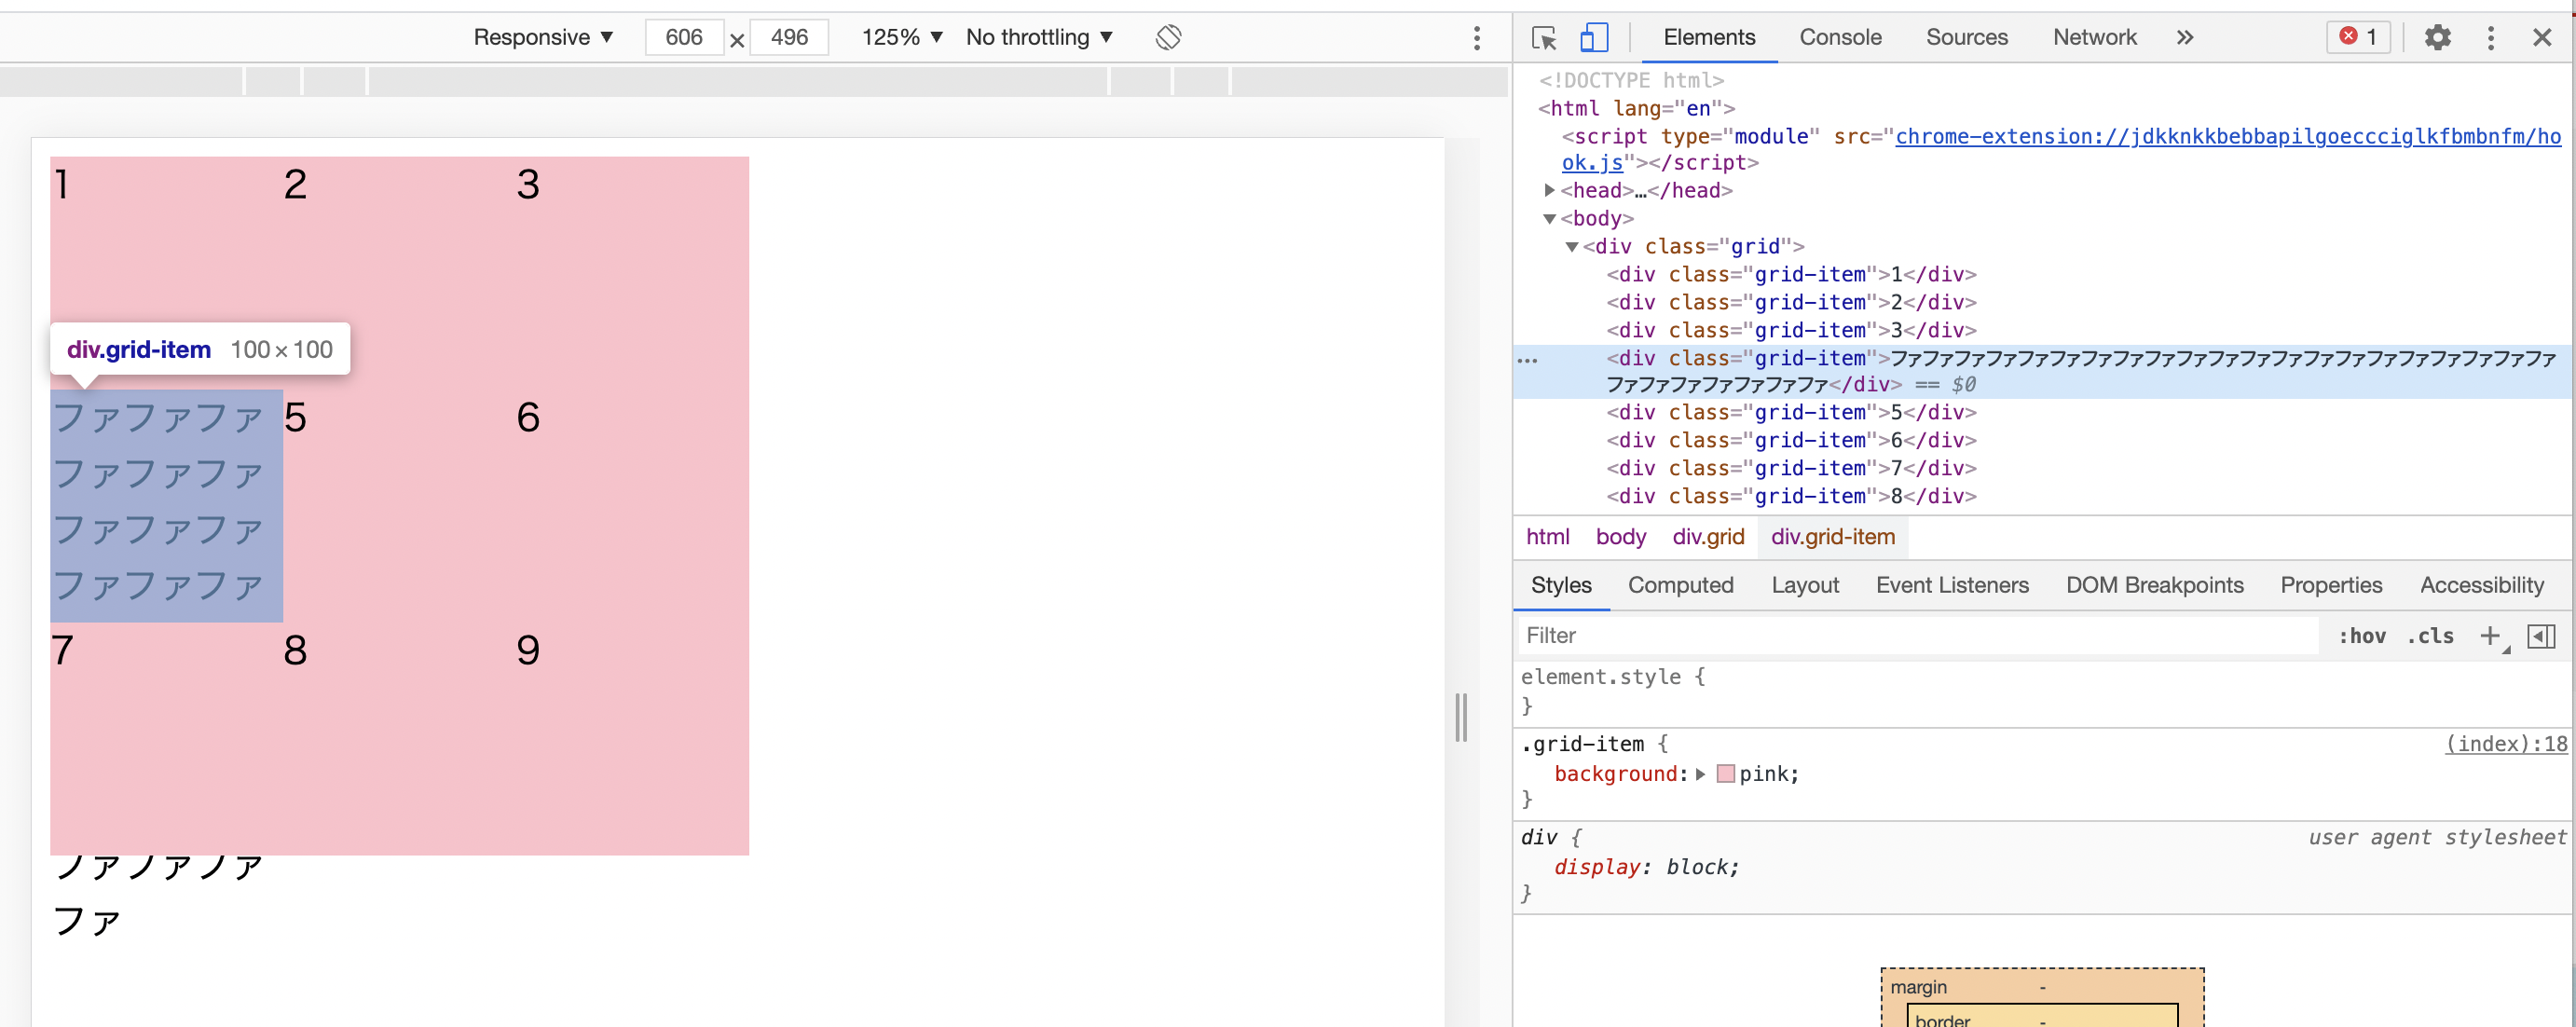 Responsive ▼ 606 × 496 125% ▼ No throttling ▼
Elements Console Sources Network » 1
1 2 3
div.grid-item 100×100
ファファファ 5 6
ファファファ
ファファファ
ファファファ
7 8 9
ファファファ
ファ
<!DOCTYPE html>
<html lang="en">
<script type="module" src="chrome-extension://jdkknkkbebbapilgoeccciglkfbmbnfm/ho
ok.js"></script>
▶<head>…</head>
▼<body>
▼<div class="grid">
<div class="grid-item">1</div>
<div class="grid-item">2</div>
<div class="grid-item">3</div>
… <div class="grid-item">ファファファファファファファファファファファファファファファファファファファファファ
ファファファファファファファ</div> == $0
<div class="grid-item">5</div>
<div class="grid-item">6</div>
<div class="grid-item">7</div>
<div class="grid-item">8</div>
html body div.grid div.grid-item
Styles Computed Layout Event Listeners DOM Breakpoints Properties Accessibility
Filter :hov .cls +
element.style {
}
.grid-item { (index):18
background: ▶ pink;
}
div { user agent stylesheet
display: block;
}
margin -
border -